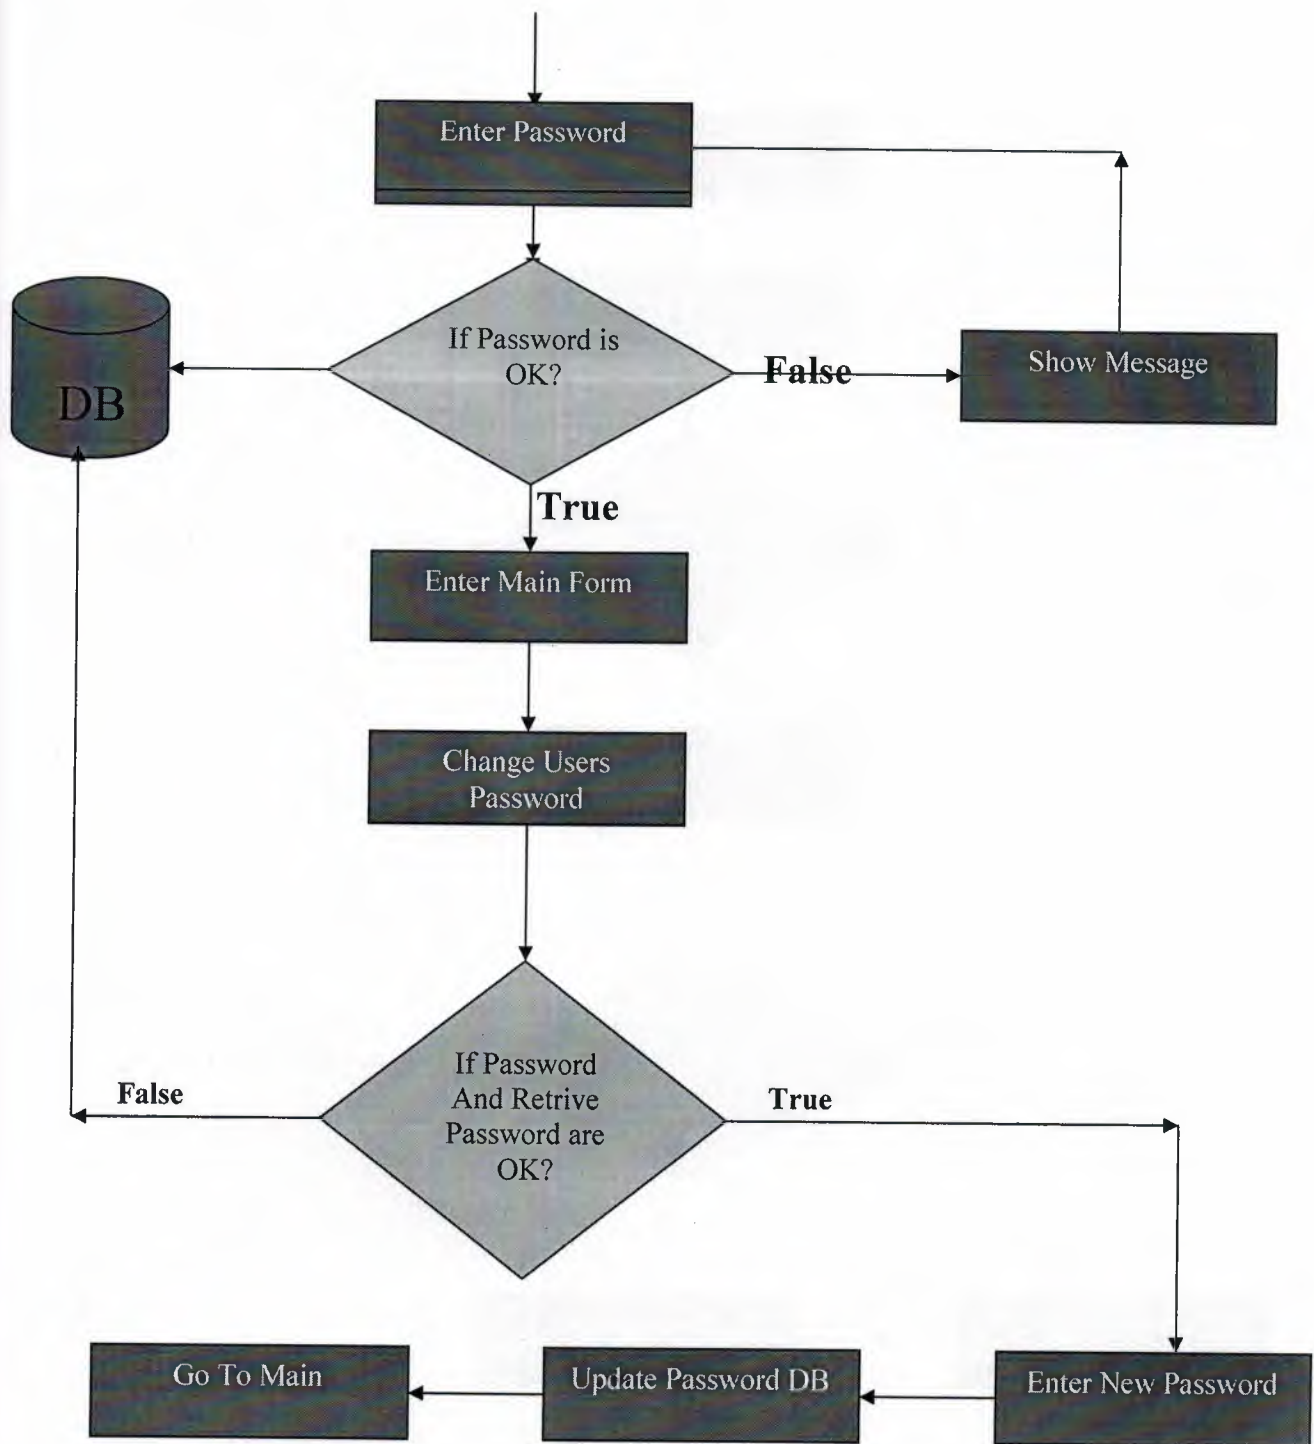 Enter Password
If Password is
OK?
DB
False
Show Message
True
Enter Main Form
Change Users
Password
If Password
And Retrive
Password are
OK?
False
True
Go To Main
Update Password DB
Enter New Password